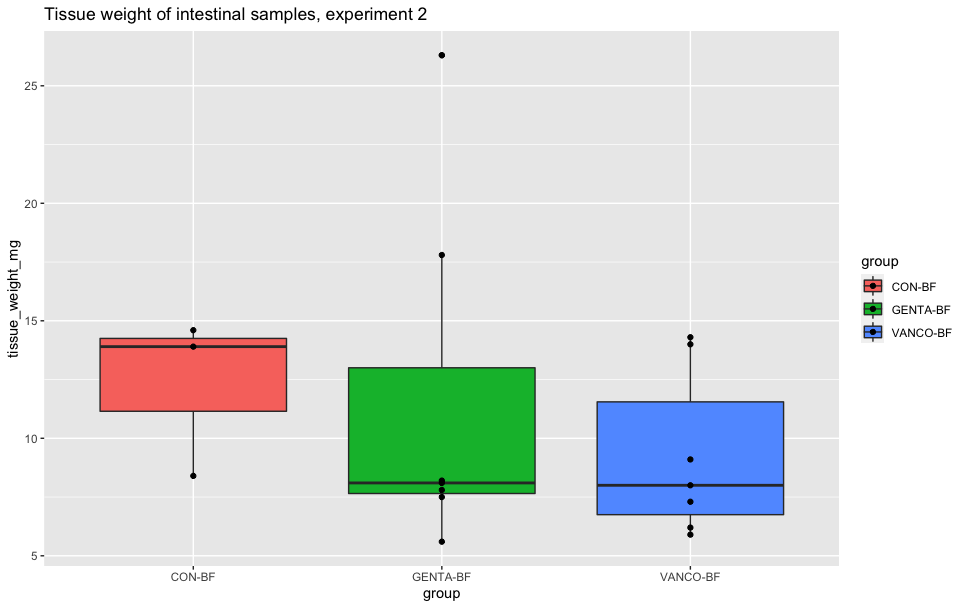 Tissue weight of intestinal samples, experiment 2
tissue_weight_mg
25
20
15
10
5
CON-BF
GENTA-BF
VANCO-BF
group
group
CON-BF
GENTA-BF
VANCO-BF